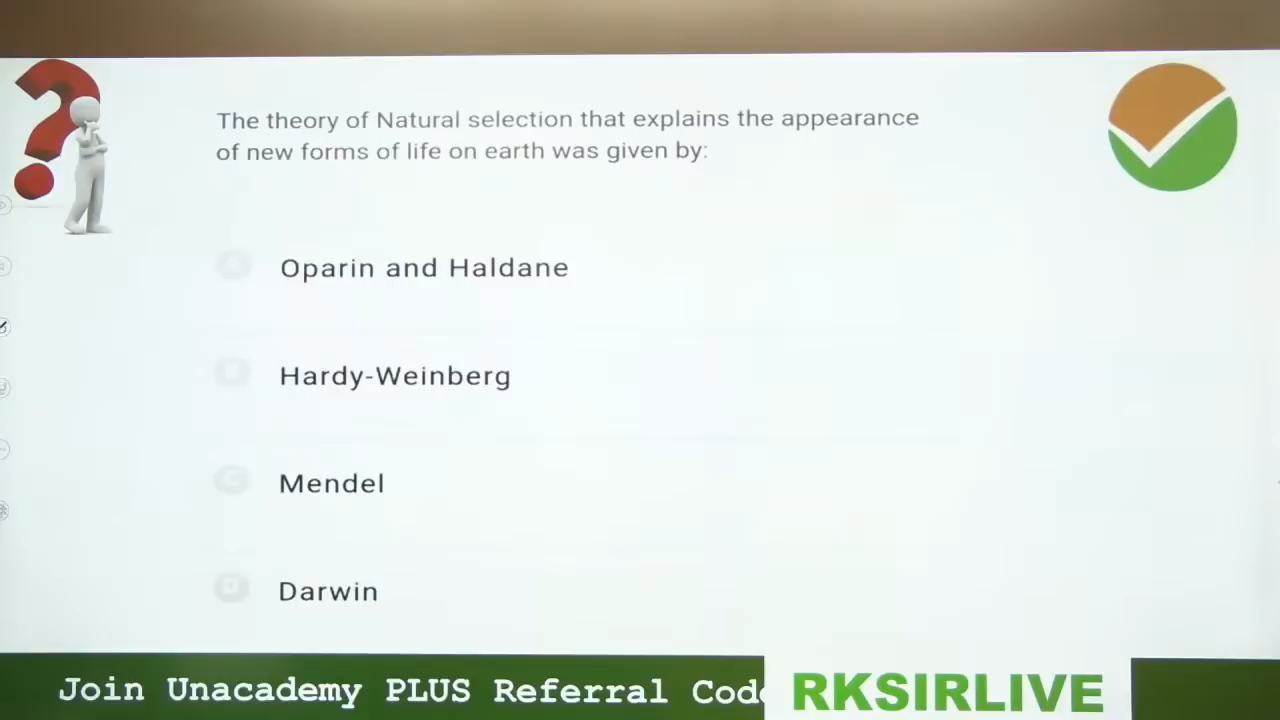 The theory of Natural selection that explains the appearance
of new forms of life on earth was given by:
Oparin and Haldane
Hardy-Weinberg
C Mendel
D Darwin
Join Unacademy PLUS Referral Code
RKSIRLIVE